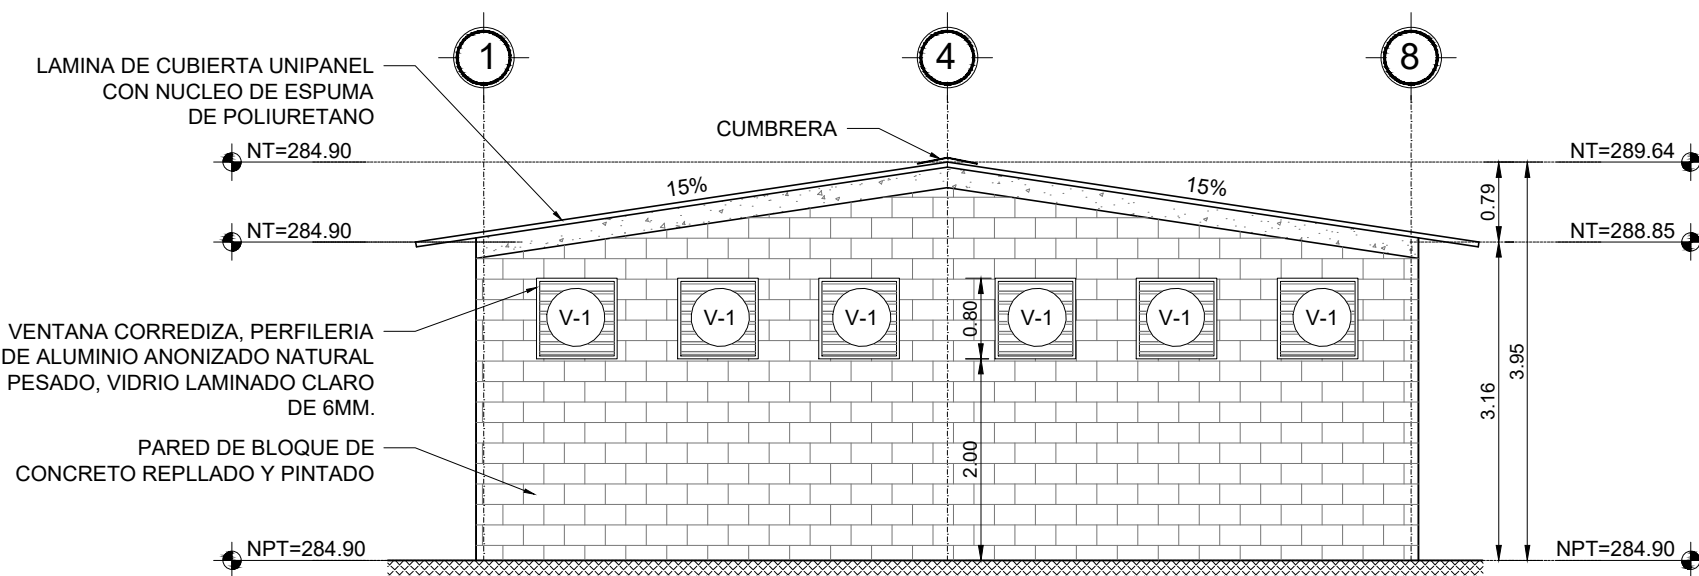 1
4
8
LAMINA DE CUBIERTA UNIPANEL
CON NUCLEO DE ESPUMA
DE POLIURETANO
CUMBRERA
NT=284.90
NT=289.64
15%
15%
0.79
NT=284.90
NT=288.85
VENTANA CORREDIZA, PERFILERIA
DE ALUMINIO ANONIZADO NATURAL
PESADO, VIDRIO LAMINADO CLARO
DE 6MM.
V-1
V-1
V-1
V-1
V-1
V-1
0.80
2.00
3.16
3.95
PARED DE BLOQUE DE
CONCRETO REPLLADO Y PINTADO
NPT=284.90
NPT=284.90